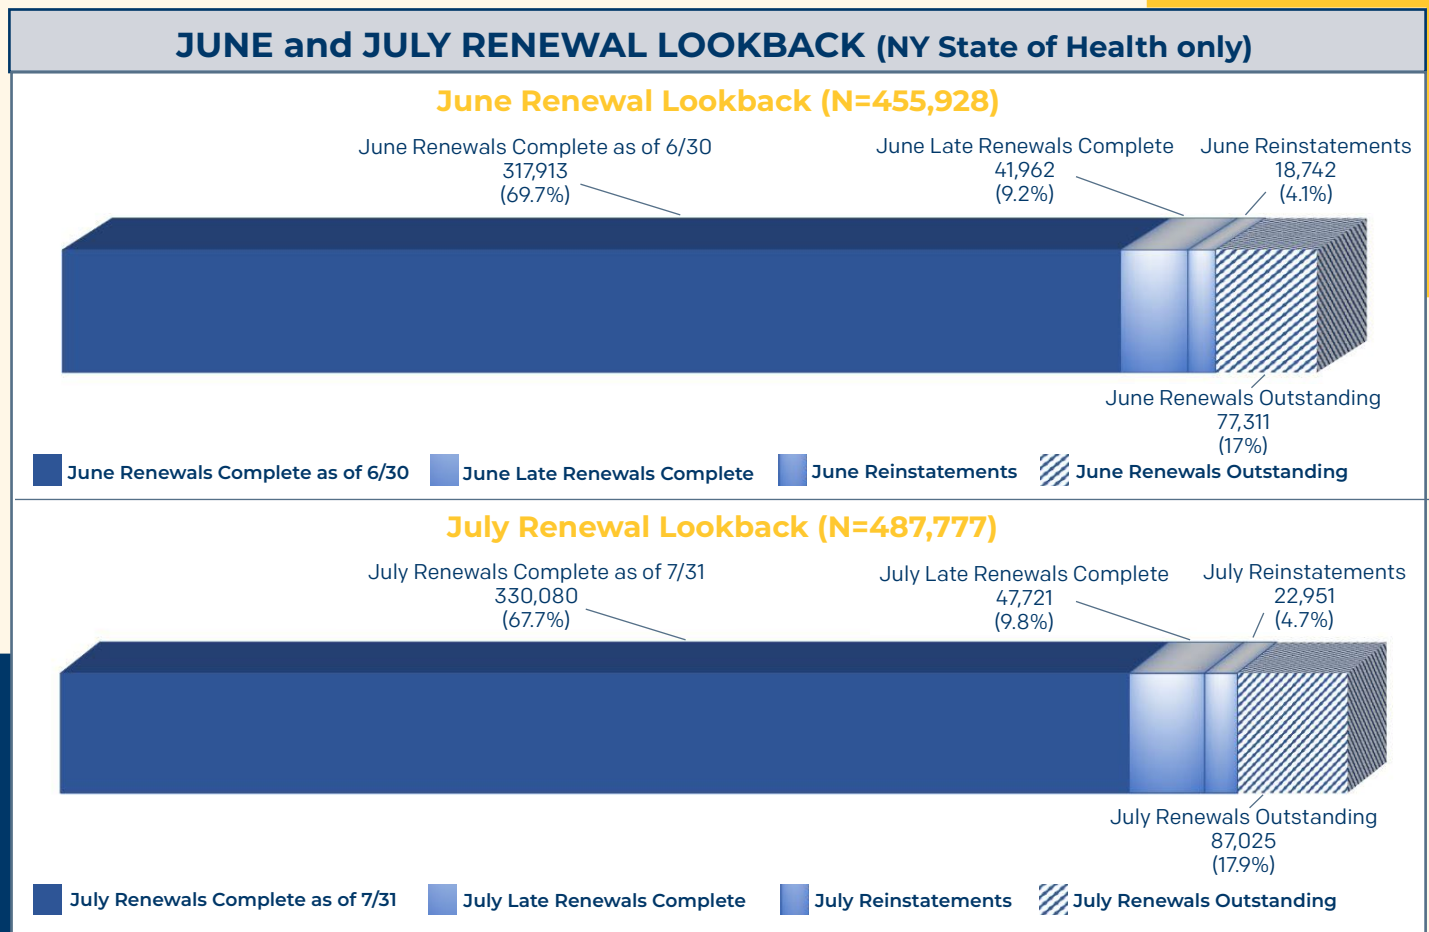 JUNE and JULY RENEWAL LOOKBACK (NY State of Health only)
June Renewal Lookback (N=455,928)
June Renewals Complete as of 6/30
317,913
(69.7%)
June Late Renewals Complete
41,962
(9.2%)
June Reinstatements
18,742
(4.1%)
June Renewals Outstanding
77,311
(17%)
June Renewals Complete as of 6/30
June Late Renewals Complete
June Reinstatements
June Renewals Outstanding
July Renewal Lookback (N=487,777)
July Renewals Complete as of 7/31
330,080
(67.7%)
July Late Renewals Complete
47,721
(9.8%)
July Reinstatements
22,951
(4.7%)
July Renewals Outstanding
87,025
(17.9%)
July Renewals Complete as of 7/31
July Late Renewals Complete
July Reinstatements
July Renewals Outstanding